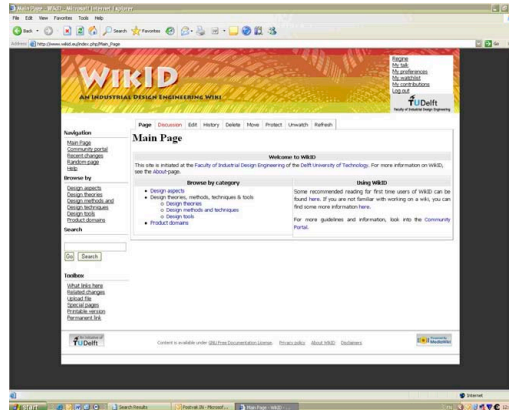 Main Page - WikID - Microsoft Internet Explorer
File Edit View Favorites Tools Help
Back Search Favorites
Address http://www.wikid.eu/index.php/Main_Page Go
WikID
AN INDUSTRIAL DESIGN ENGINEERING WIKI
Regine
My talk
My preferences
My watchlist
My contributions
Log out
TUDelft
Faculty of Industrial Design Engineering
Page Discussion Edit History Delete Move Protect Unwatch Refresh
Main Page
Welcome to WikID
This site is initiated at the Faculty of Industrial Design Engineering of the Delft University of Technology. For more information on WikID,
see the About-page.
Browse by category
Design aspects
Design theories, methods, techniques & tools
Design theories
Design methods and techniques
Design tools
Product domains
Using WikID
Some recommended reading for first time users of WikID can be
found here. If you are not familiar with working on a wiki, you can
find some more information here.
For more guidelines and information, look into the Community
Portal.
Navigation
Main Page
Community portal
Recent changes
Random page
Help
Browse by
Design aspects
Design theories
Design methods and
Design techniques
Design tools
Product domains
Search
Go Search
Toolbox
What links here
Related changes
Upload file
Special pages
Printable version
Permanent link
An initiative of
TUDelft
Content is available under GNU Free Documentation License. Privacy policy About WikID Disclaimers
Powered by
MediaWiki
Internet
start
Search Results
Main Page - WikID